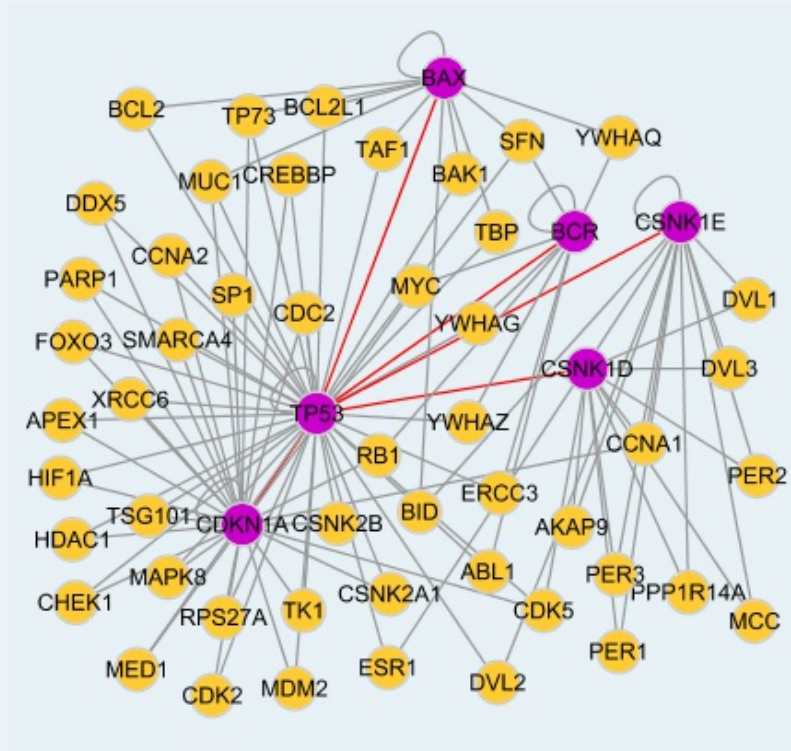 BAX
BCL2
TP73
BCL2L1
TAF1
SFN
YWHAQ
MUC1
CREBBP
BAK1
DDX5
TBP
BCR
CSNK1E
CCNA2
PARP1
SP1
CDC2
MYC
YWHAG
DVL1
FOXO3
SMARCA4
CSNK1D
DVL3
XRCC6
APEX1
TP53
YWHAZ
CCNA1
HIF1A
RB1
PER2
TSG101
CDKN1A
CSNK2B
BID
ERCC3
AKAP9
HDAC1
MAPK8
ABL1
PER3
CHEK1
RPS27A
TK1
CSNK2A1
CDK5
PPP1R14A
MCC
MED1
CDK2
MDM2
ESR1
DVL2
PER1